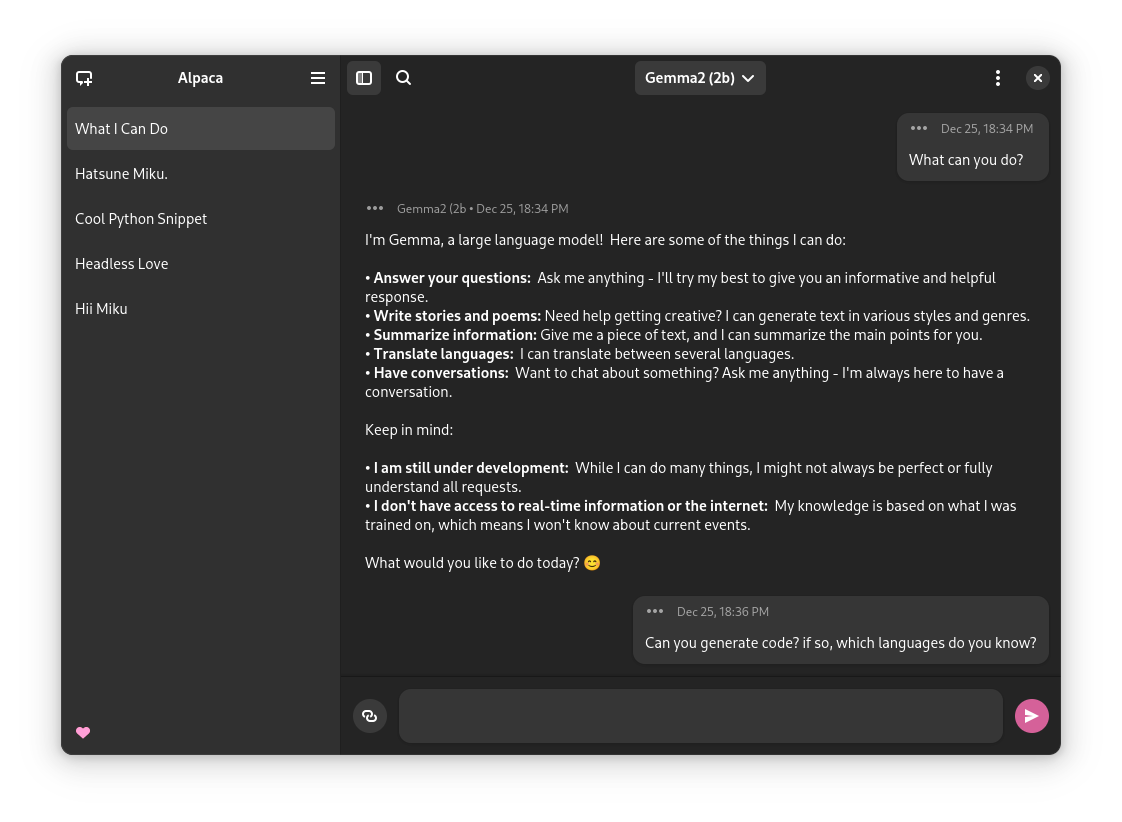 Alpaca
What I Can Do
Hatsune Miku.
Cool Python Snippet
Headless Love
Hii Miku
Gemma2 (2b)
Dec 25, 18:34 PM
What can you do?
Gemma2 (2b • Dec 25, 18:34 PM
I'm Gemma, a large language model!  Here are some of the things I can do:
• Answer your questions:  Ask me anything - I'll try my best to give you an informative and helpful
response.
• Write stories and poems: Need help getting creative? I can generate text in various styles and genres.
• Summarize information: Give me a piece of text, and I can summarize the main points for you.
• Translate languages:  I can translate between several languages.
• Have conversations:  Want to chat about something? Ask me anything - I'm always here to have a
conversation.
Keep in mind:
• I am still under development:  While I can do many things, I might not always be perfect or fully
understand all requests.
• I don't have access to real-time information or the internet:  My knowledge is based on what I was
trained on, which means I won't know about current events.
What would you like to do today? 😊
Dec 25, 18:36 PM
Can you generate code? if so, which languages do you know?